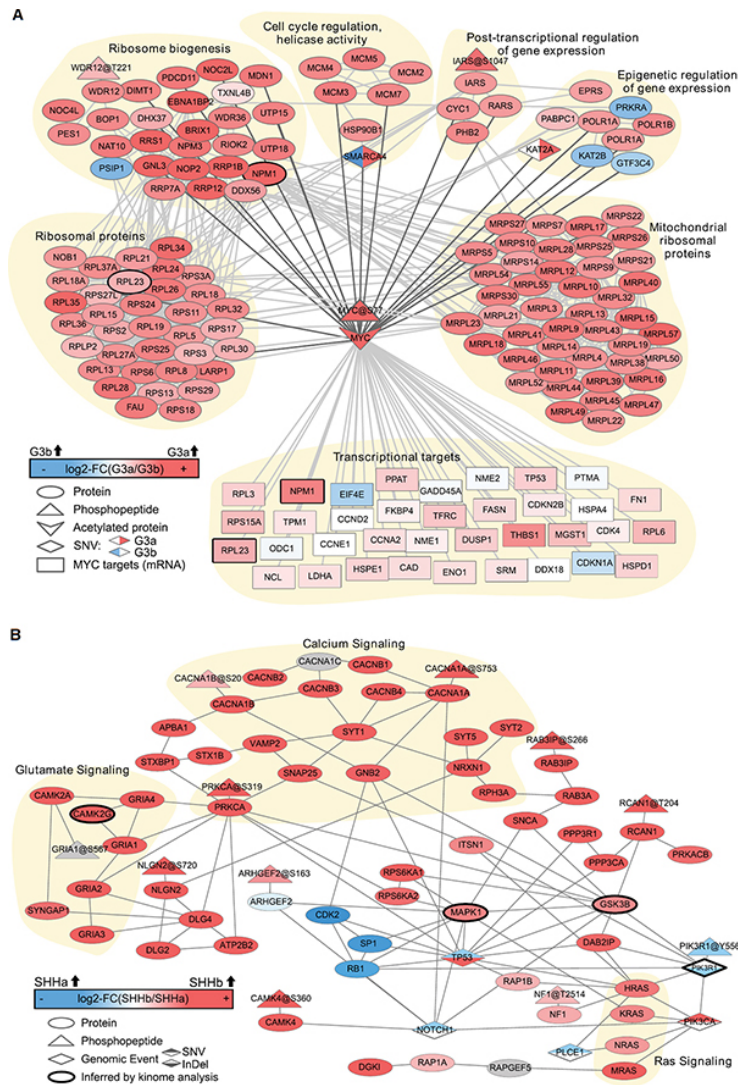 A
Ribosome biogenesis
Cell cycle regulation,
helicase activity
Post-transcriptional regulation
of gene expression
Epigenetic regulation
of gene expression
WDR12@T221
NOC2L
PDCD11
MDN1
WDR12
DIMT1
TXNL4B
EBNA1BP2
NOC4L
BOP1
DHX37
WDR36
UTP15
PES1
RRS1
BRIX1
NAT10
NPM3
RIOK2
UTP18
PSIP1
GNL3
NOP2
RRP1B
NPM1
RRP7A
RRP12
DDX56
MCM4
MCM5
MCM2
MCM3
MCM7
HSP90B1
SMARCA4
IARS@S1047
IARS
CYC1
RARS
PHB2
EPRS
PRKRA
PABPC1
POLR1A
POLR1B
POLR1A
KAT2A
KAT2B
GTF3C4
Ribosomal proteins
RPL34
NOB1
RPL21
RPL37A
RPL24
RPS3A
RPL18A
RPL23
RPL26
RPL18
RPL35
RPS27L
RPS24
RPS11
RPL32
RPL36
RPL15
RPS2
RPL19
RPL5
RPS17
RPLP2
RPL27A
RPS25
RPS3
RPL30
RPL13
RPS6
RPL8
LARP1
RPL28
RPS13
RPS29
FAU
RPS18
MYC@S77
MYC
Mitochondrial
ribosomal
proteins
MRPS22
MRPS27
MRPS7
MRPL17
MRPS26
MRPS5
MRPS10
MRPL28
MRPS25
MRPS14
MRPS9
MRPS21
MRPL54
MRPL12
MRPL40
MRPL55
MRPL10
MRPS30
MRPL32
MRPL21
MRPL3
MRPL13
MRPL15
MRPL23
MRPL41
MRPL9
MRPL43
MRPL57
MRPL18
MRPL14
MRPL19
MRPL46
MRPL4
MRPL38
MRPL50
MRPL11
MRPL52
MRPL44
MRPL39
MRPL16
MRPL45
MRPL49
MRPL47
MRPL22
G3b G3a
- log2-FC(G3a/G3b) +
Protein
Phosphopeptide
Acetylated protein
SNV: G3a
G3b
MYC targets (mRNA)
Transcriptional targets
RPL3
NPM1
EIF4E
PPAT
GADD45A
NME2
TP53
PTMA
FN1
RPS15A
TPM1
CCND2
FKBP4
TFRC
FASN
CDKN2B
HSPA4
RPL23
ODC1
CCNE1
CCNA2
NME1
DUSP1
THBS1
MGST1
CDK4
RPL6
NCL
LDHA
HSPE1
CAD
ENO1
SRM
DDX18
CDKN1A
HSPD1
B
Calcium Signaling
CACNA1C
CACNB1
CACNA1A@S753
CACNA1B@S20
CACNB2
CACNB3
CACNB4
CACNA1A
CACNA1B
APBA1
SYT1
SYT5
SYT2
RAB3IP@S266
STX1B
VAMP2
STXBP1
SNAP25
GNB2
NRXN1
RAB3IP
RPH3A
RAB3A
Glutamate Signaling
PRKCA@S319
PRKCA
RCAN1@T204
CAMK2A
GRIA4
CAMK2G
SNCA
PPP3R1
RCAN1
GRIA1@S567
GRIA1
ITSN1
PPP3CA
PRKACB
NLGN2@S720
ARHGEF2@S163
RPS6KA1
GRIA2
NLGN2
ARHGEF2
RPS6KA2
GSK3B
SYNGAP1
DLG4
CDK2
MAPK1
GRIA3
DLG2
ATP2B2
SP1
TP53
DAB2IP
PIK3R1@Y556
RB1
PIK3R1
SHHa SHHb
- log2-FC(SHHb/SHHa) +
Protein
Phosphopeptide
Genomic Event
SNV
InDel
Inferred by kinome analysis
CAMK4@S360
CAMK4
NOTCH1
RAP1B
NF1@T2514
NF1
HRAS
KRAS
PIK3CA
PLCE1
NRAS
DGKI
RAP1A
RAPGEF5
MRAS
Ras Signaling